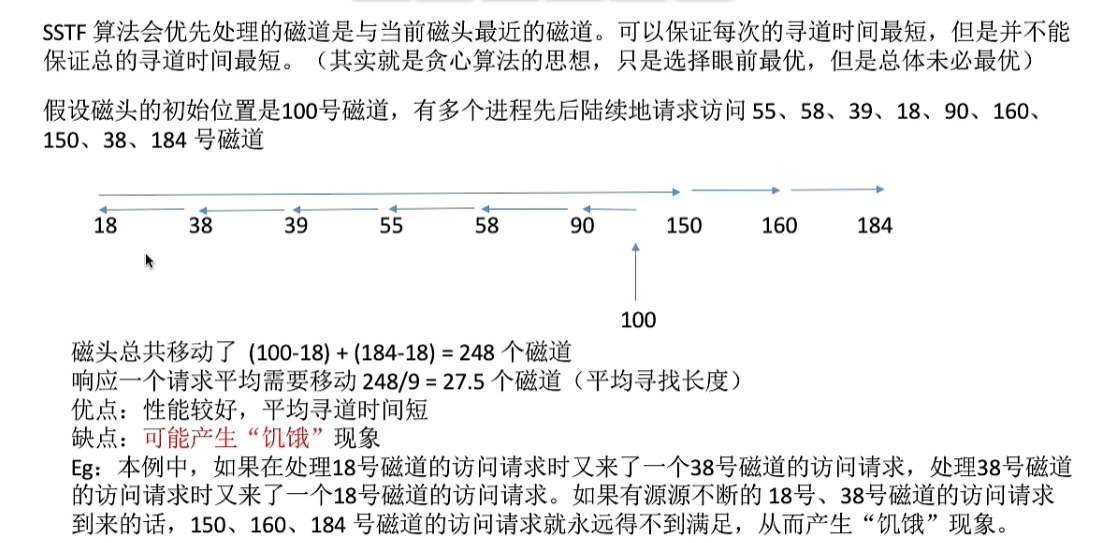 SSTF 算法会优先处理的磁道是与当前磁头最近的磁道。可以保证每次的寻道时间最短，但是并不能
保证总的寻道时间最短。（其实就是贪心算法的思想，只是选择眼前最优，但是总体未必最优）
假设磁头的初始位置是100号磁道，有多个进程先后陆续地请求访问 55、58、39、18、90、160、
150、38、184 号磁道
18 38 39 55 58 90 150 160 184
100
磁头总共移动了 (100-18) + (184-18) = 248 个磁道
响应一个请求平均需要移动 248/9 = 27.5 个磁道（平均寻找长度）
优点：性能较好，平均寻道时间短
缺点：可能产生“饥饿”现象
Eg：本例中，如果在处理18号磁道的访问请求时又来了一个38号磁道的访问请求，处理38号磁道
的访问请求时又来了一个18号磁道的访问请求。如果有源源不断的 18号、38号磁道的访问请求
到来的话，150、160、184 号磁道的访问请求就永远得不到满足，从而产生“饥饿”现象。